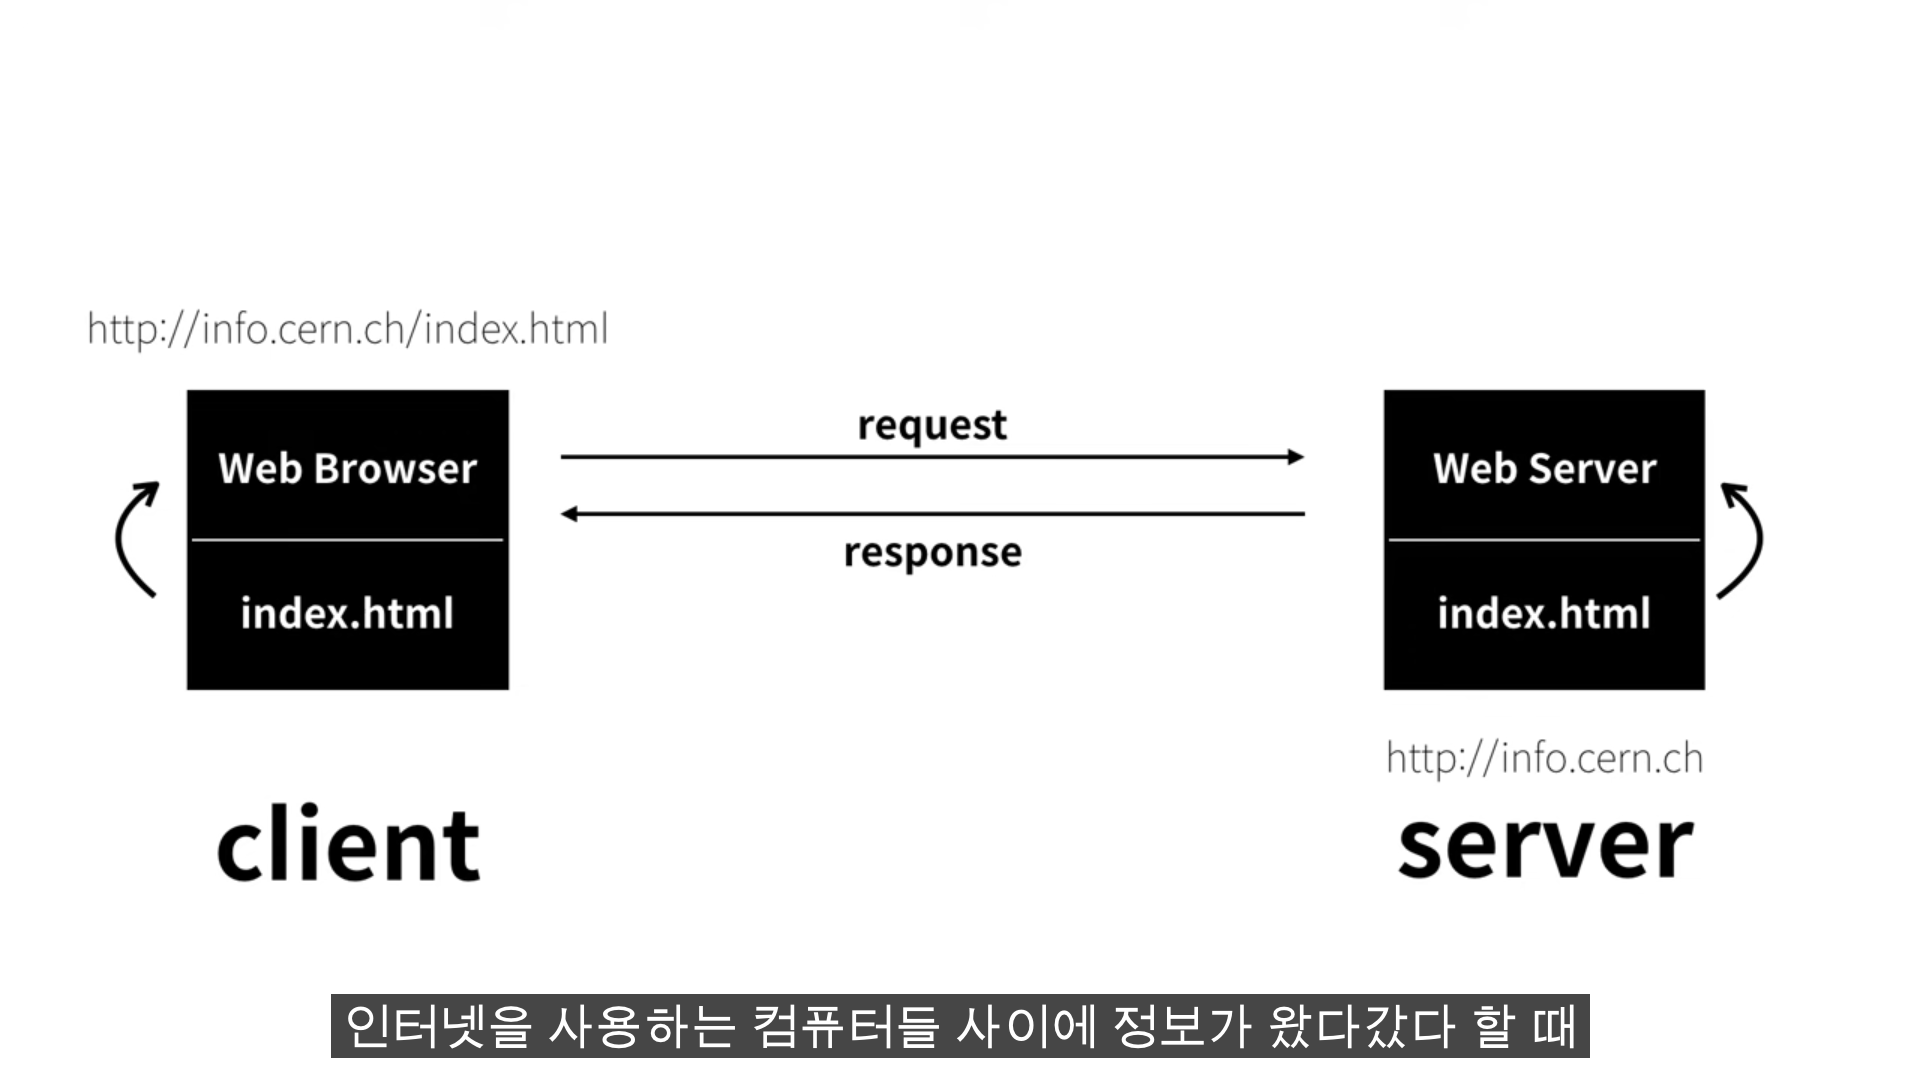 http://info.cern.ch/index.html
Web Browser
index.html
request
response
Web Server
index.html
http://info.cern.ch
client
server
인터넷을 사용하는 컴퓨터들 사이에 정보가 왔다갔다 할 때